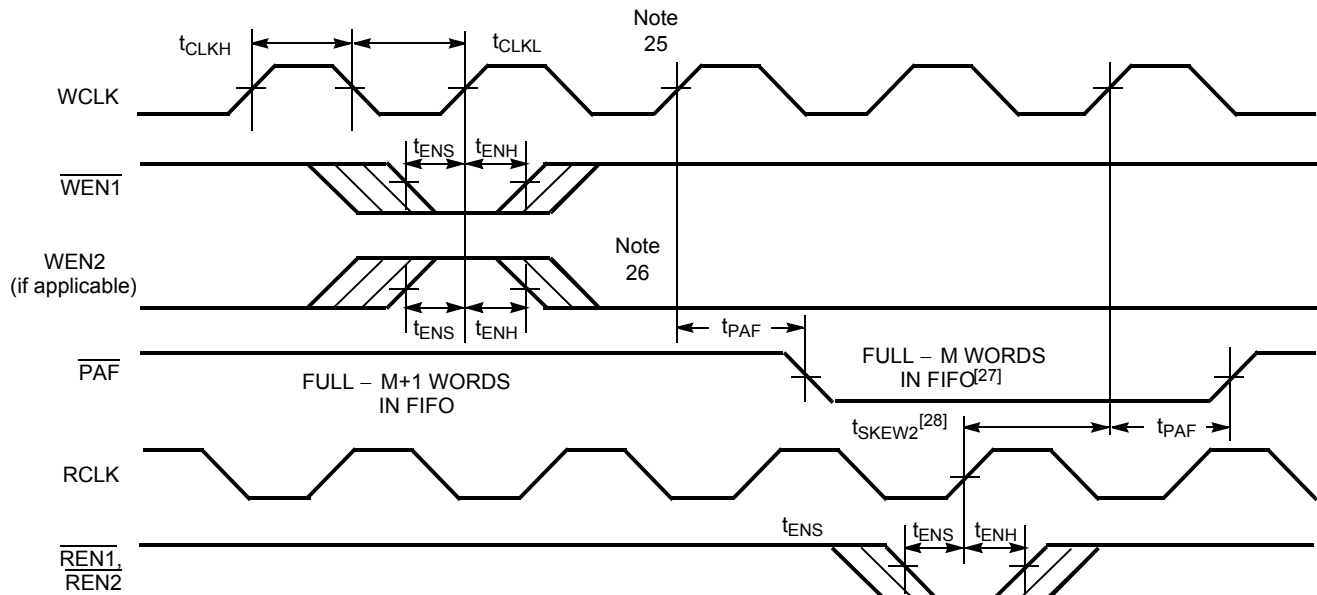 Note
25
tCLKH
tCLKL
WCLK
tENS
tENH
WEN1
WEN2
(if applicable)
Note
26
tENS
tENH
tPAF
PAF
FULL – M+1 WORDS
IN FIFO
FULL – M WORDS
IN FIFO[27]
tSKEW2[28]
tPAF
RCLK
tENS
tENS
tENH
REN1,
REN2